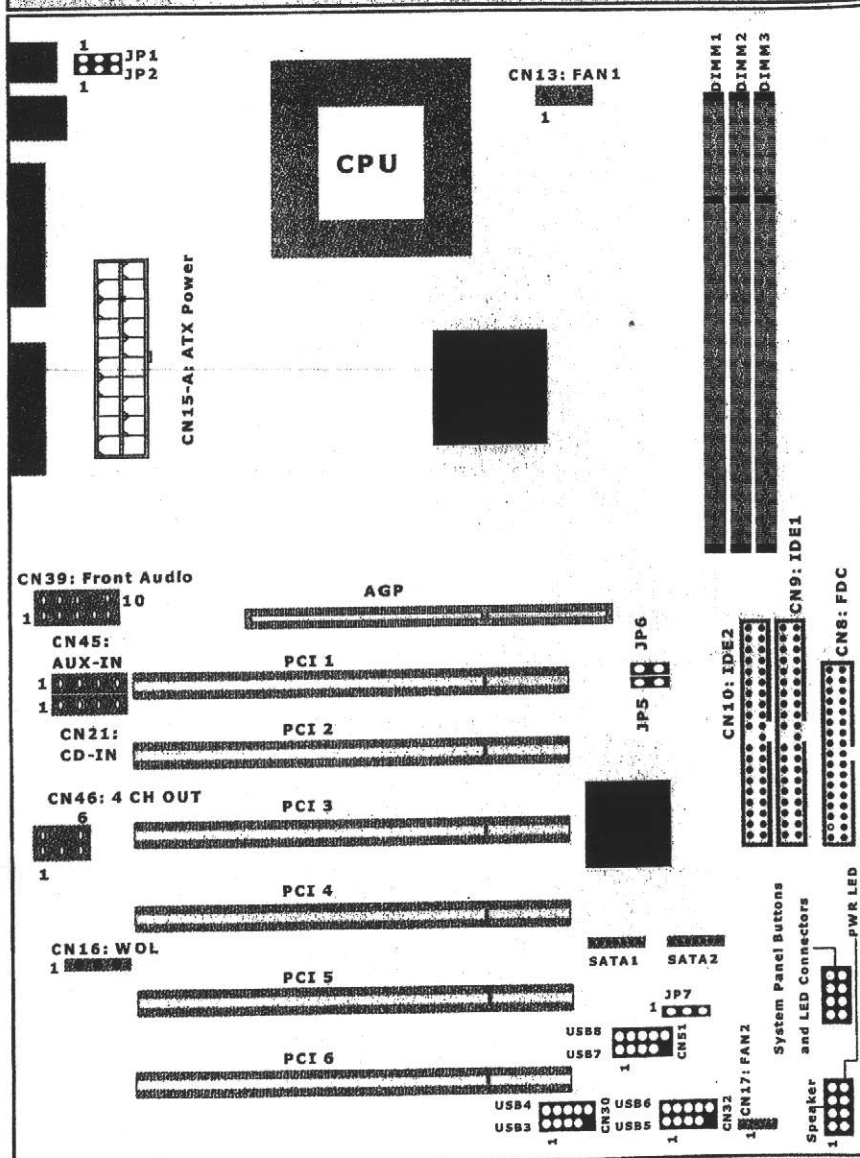 1
JP1
JP2
1
CPU
CN13: FAN1
1
DIMM1
DIMM2
DIMM3
CN15-A: ATX Power
CN39: Front Audio
1
10
AGP
CN45:
AUX-IN
1
1
CN21:
CD-IN
PCI 1
PCI 2
JP5
JP6
CN10: IDE2
CN9: IDE1
CN8: FDC
CN46: 4 CH OUT
6
1
PCI 3
PCI 4
CN16: WOL
1
PCI 5
PCI 6
SATA1
SATA2
JP7
1
USB8
USB7
CN51
1
USB4
USB3
CN30
1
USB6
USB5
CN32
1
CN17: FAN2
1
System Panel Buttons
and LED Connectors
PWR LED
Speaker
1